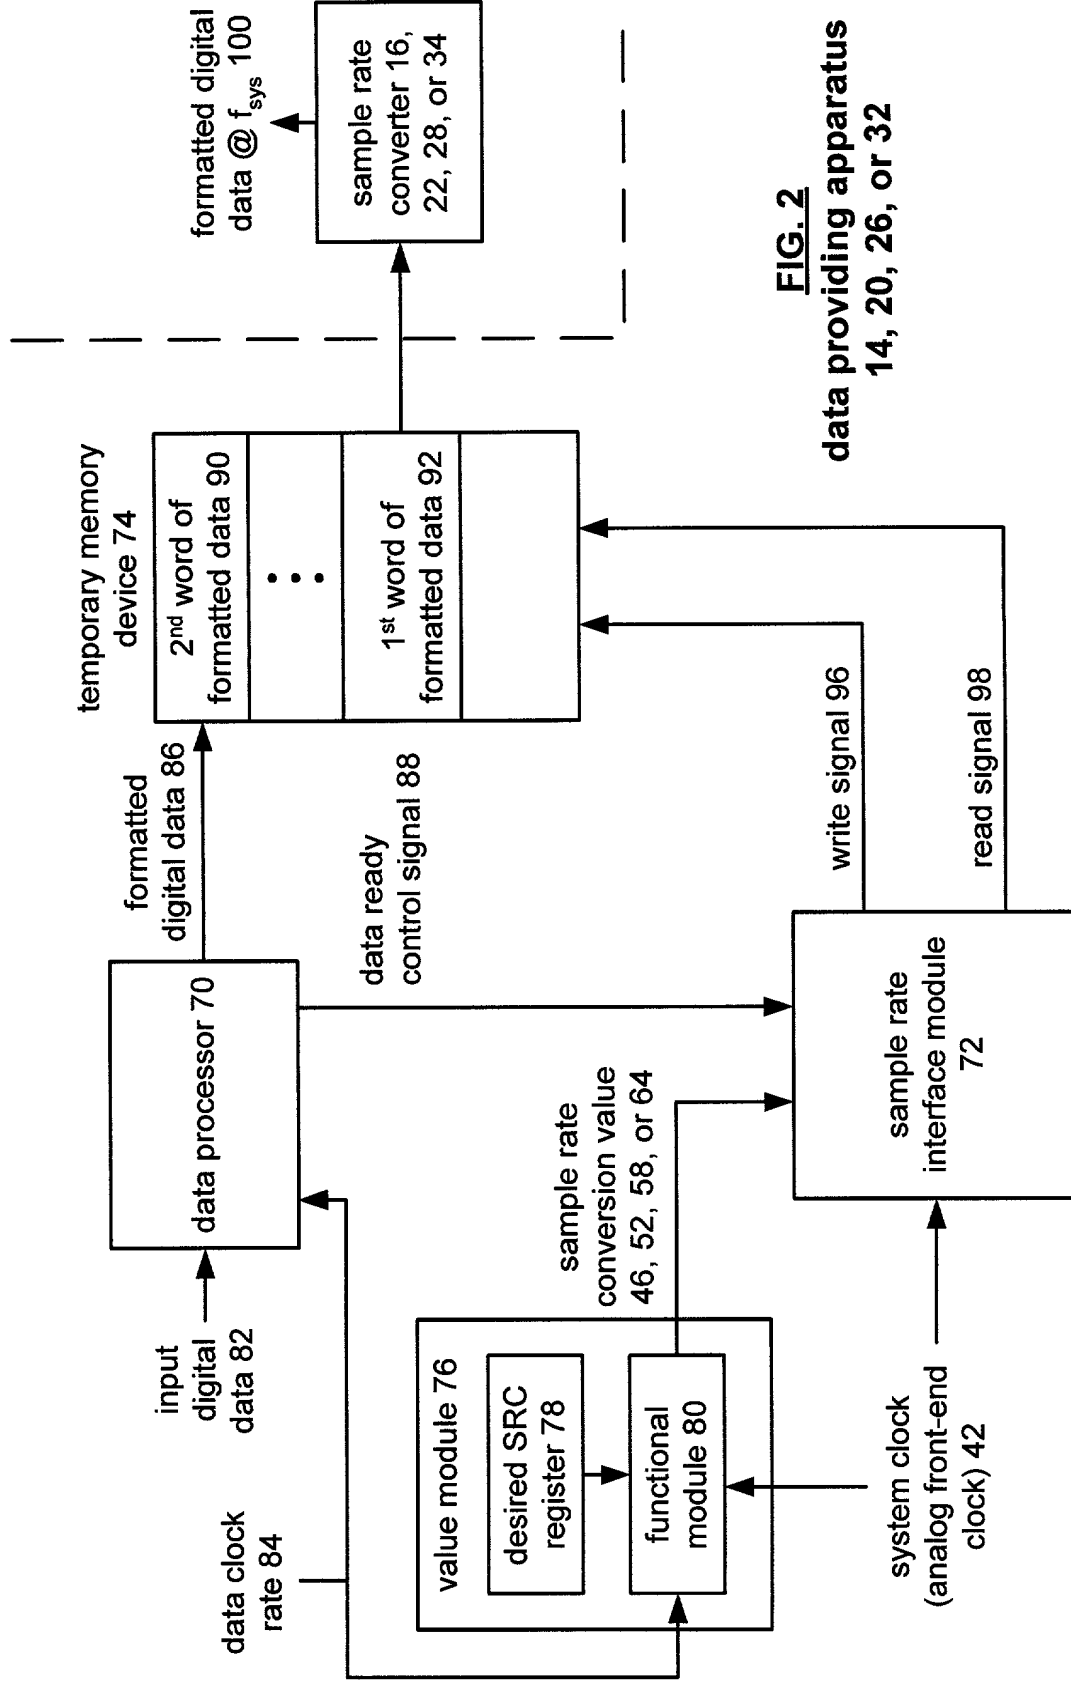 data clock
rate 84
input
digital
data 82
data processor 70
formatted
digital data 86
temporary memory
device 74
2nd word of
formatted data 90
• • •
1st word of
formatted data 92
formatted digital
data @ fsys 100
sample rate
converter 16,
22, 28, or 34
data ready
control signal 88
value module 76
desired SRC
register 78
functional
module 80
sample rate
conversion value
46, 52, 58, or 64
system clock
(analog front-end
clock) 42
sample rate
interface module
72
write signal 96
read signal 98
FIG. 2
data providing apparatus
14, 20, 26, or 32